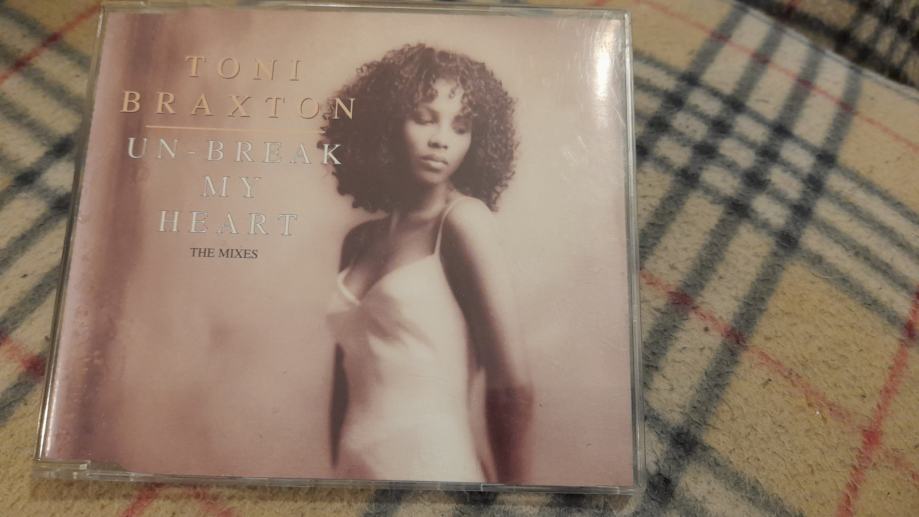 TONI
BRAXTON
UN-BREAK
MY
HEART
THE MIXES